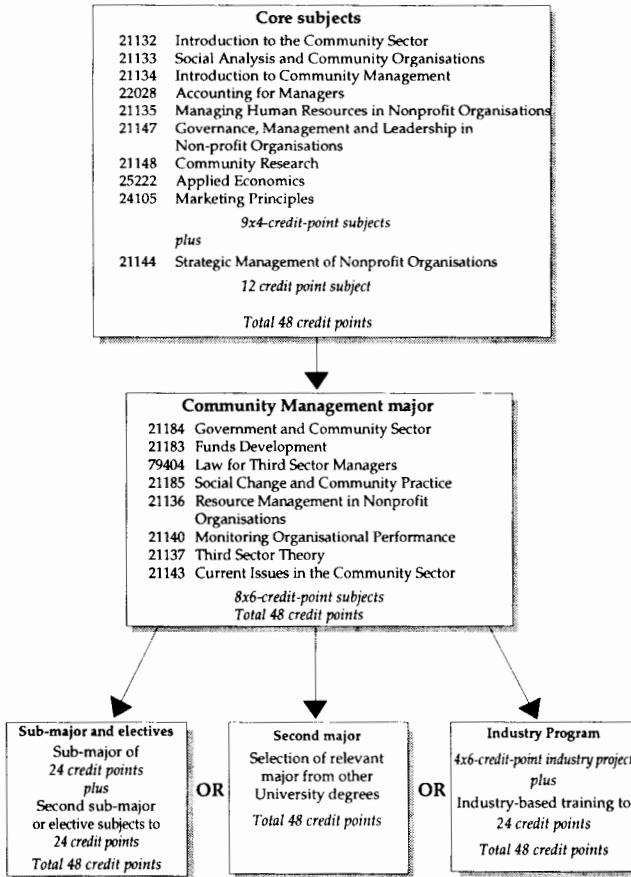 Core subjects
21132 Introduction to the Community Sector
21133 Social Analysis and Community Organisations
21134 Introduction to Community Management
22028 Accounting for Managers
21135 Managing Human Resources in Nonprofit Organisations
21147 Governance, Management and Leadership in
Non-profit Organisations
21148 Community Research
25222 Applied Economics
24105 Marketing Principles
9x4-credit-point subjects
plus
21144 Strategic Management of Nonprofit Organisations
12 credit point subject
Total 48 credit points
Community Management major
21184 Government and Community Sector
21183 Funds Development
79404 Law for Third Sector Managers
21185 Social Change and Community Practice
21136 Resource Management in Nonprofit
Organisations
21140 Monitoring Organisational Performance
21137 Third Sector Theory
21143 Current Issues in the Community Sector
8x6-credit-point subjects
Total 48 credit points
Sub-major and electives
Sub-major of
24 credit points
plus
Second sub-major
or elective subjects to
24 credit points
Total 48 credit points
OR
Second major
Selection of relevant
major from other
University degrees
Total 48 credit points
OR
Industry Program
4x6-credit-point industry project
plus
Industry-based training to
24 credit points
Total 48 credit points